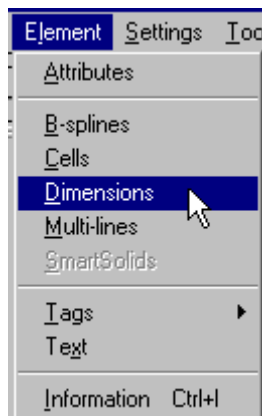 Element Settings Too
Attributes
B-splines
Cells
Dimensions
Multi-lines
SmartSolids
Tags
Text
Information Ctrl+I